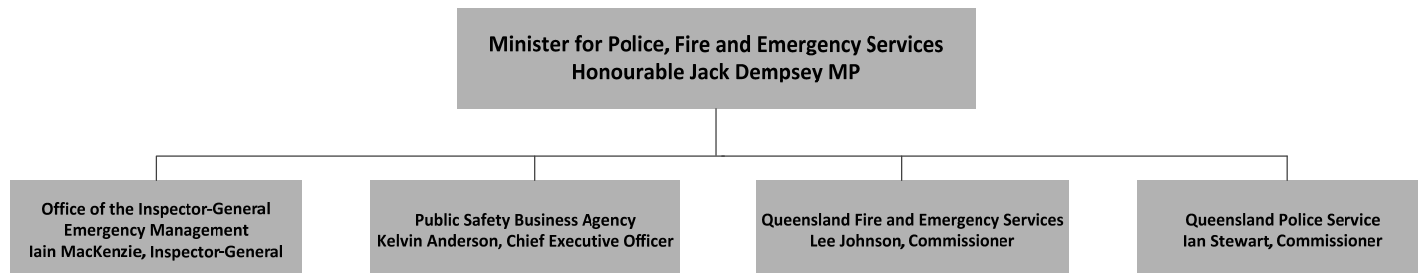 Minister for Police, Fire and Emergency Services
Honourable Jack Dempsey MP
Office of the Inspector-General
Emergency Management
Iain MacKenzie, Inspector-General
Public Safety Business Agency
Kelvin Anderson, Chief Executive Officer
Queensland Fire and Emergency Services
Lee Johnson, Commissioner
Queensland Police Service
Ian Stewart, Commissioner